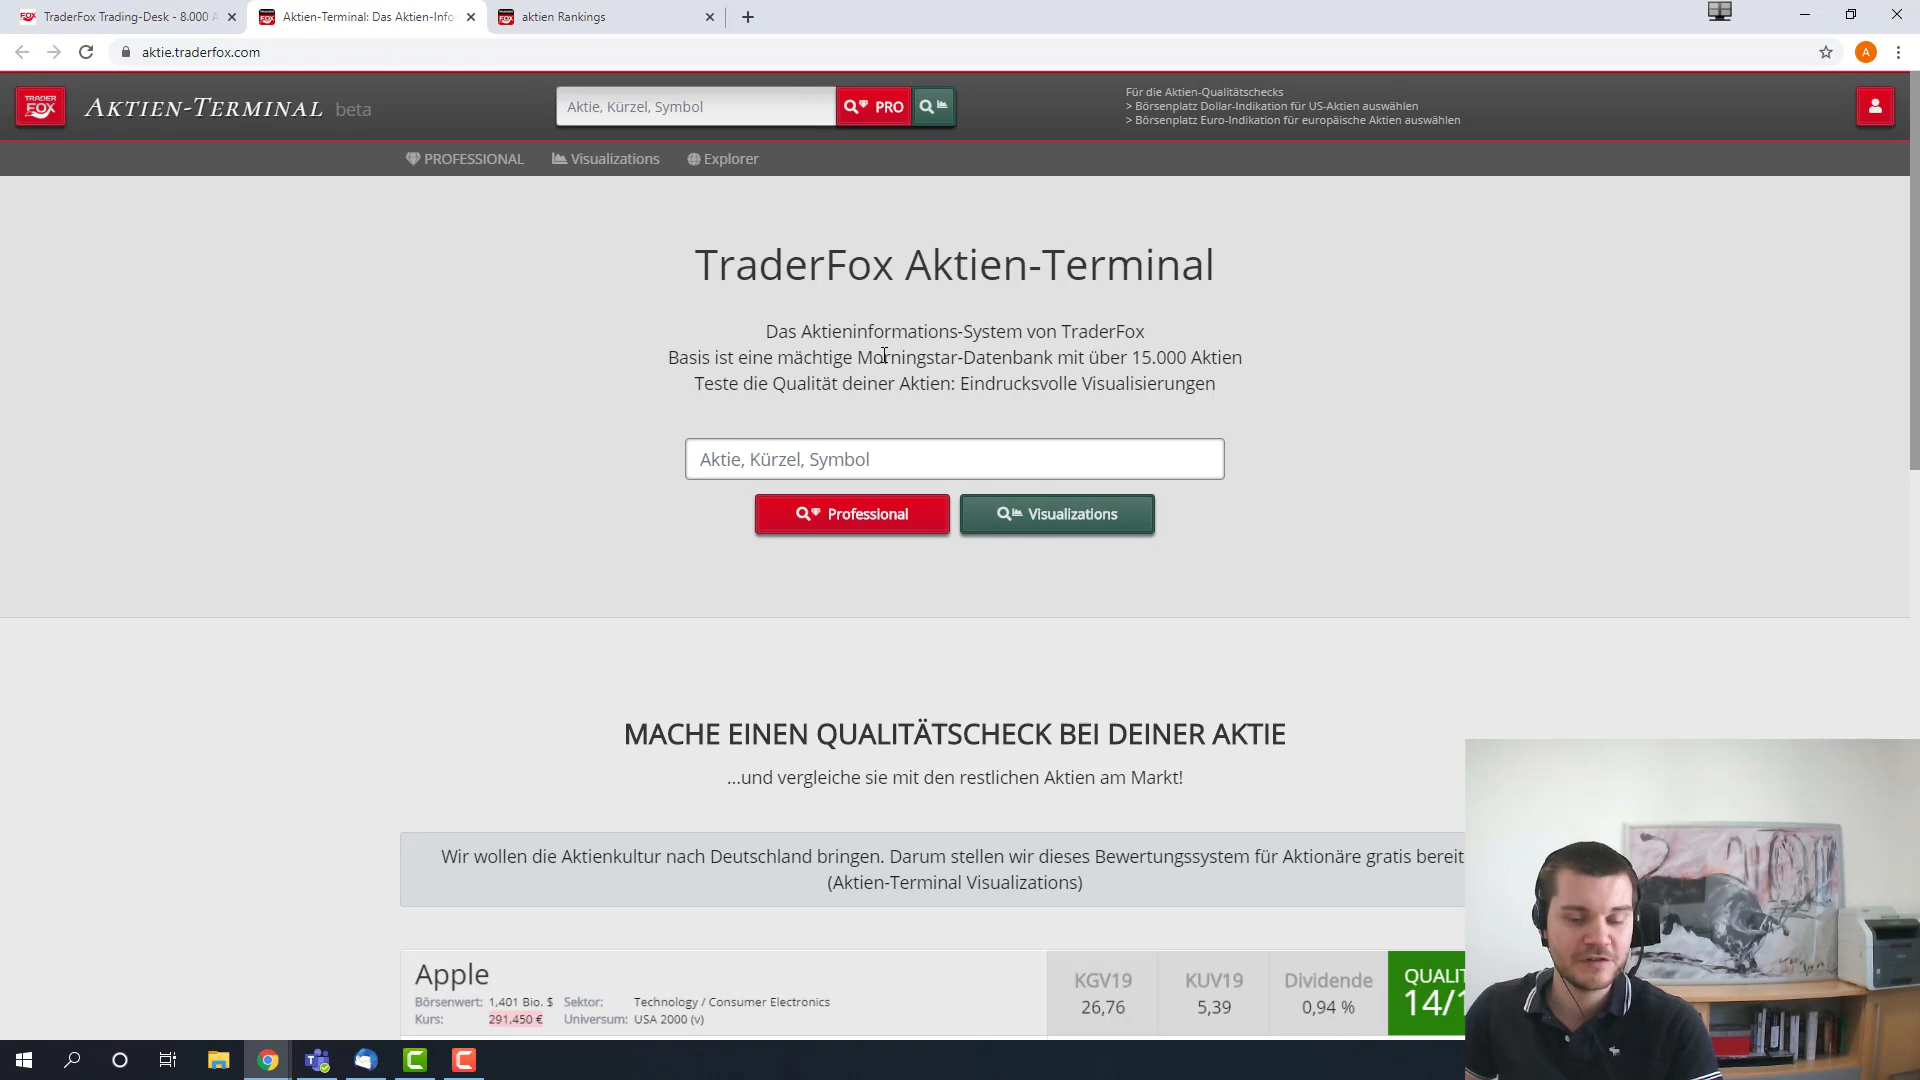 TraderFox Trading-Desk - 8.000
Aktien-Terminal: Das Aktien-Info
aktien Rankings
aktie.traderfox.com
A
TRADER FOX
AKTIEN-TERMINAL beta
Aktie, Kürzel, Symbol
PRO
Für die Aktien-Qualitätschecks
> Börsenplatz Dollar-Indikation für US-Aktien auswählen
> Börsenplatz Euro-Indikation für europäische Aktien auswählen
PROFESSIONAL Visualizations Explorer
TraderFox Aktien-Terminal
Das Aktieninformations-System von TraderFox
Basis ist eine mächtige Morningstar-Datenbank mit über 15.000 Aktien
Teste die Qualität deiner Aktien: Eindrucksvolle Visualisierungen
Aktie, Kürzel, Symbol
Professional
Visualizations
MACHE EINEN QUALITÄTSCHECK BEI DEINER AKTIE
...und vergleiche sie mit den restlichen Aktien am Markt!
Wir wollen die Aktienkultur nach Deutschland bringen. Darum stellen wir dieses Bewertungssystem für Aktionäre gratis bereit
(Aktien-Terminal Visualizations)
Apple
Börsenwert: 1,401 Bio. $ Sektor: Technology / Consumer Electronics
Kurs: 291,450 € Universum: USA 2000 (v)
KGV19 KUV19 Dividende QUALIT
26,76 5,39 0,94 % 14/1